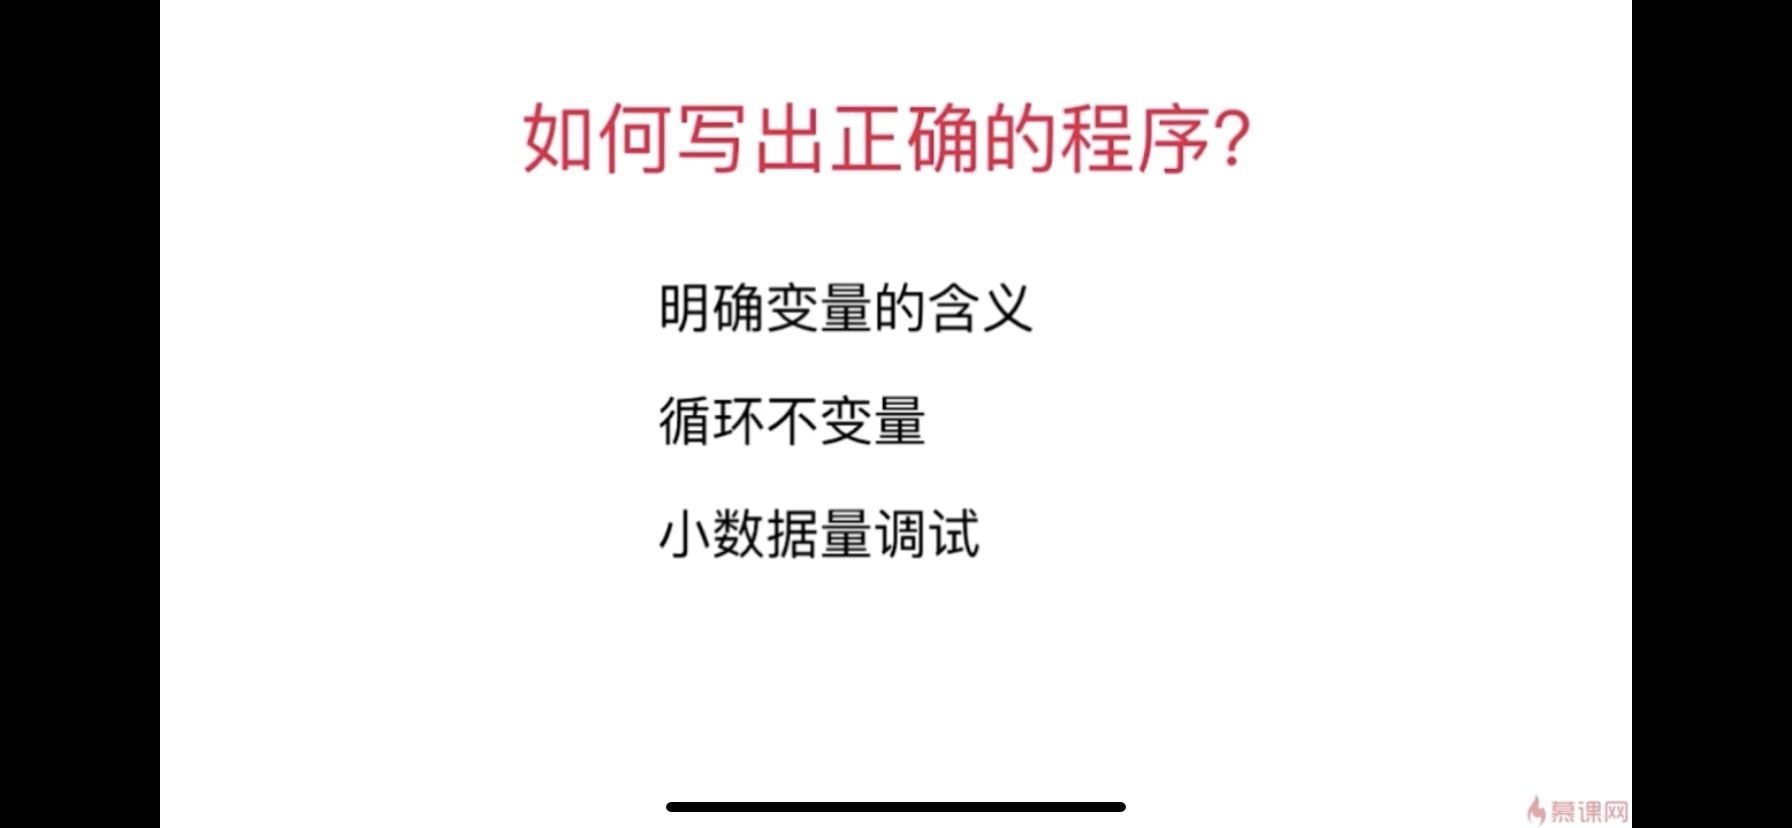 如何写出正确的程序?
明确变量的含义
循环不变量
小数据量调试
慕课网